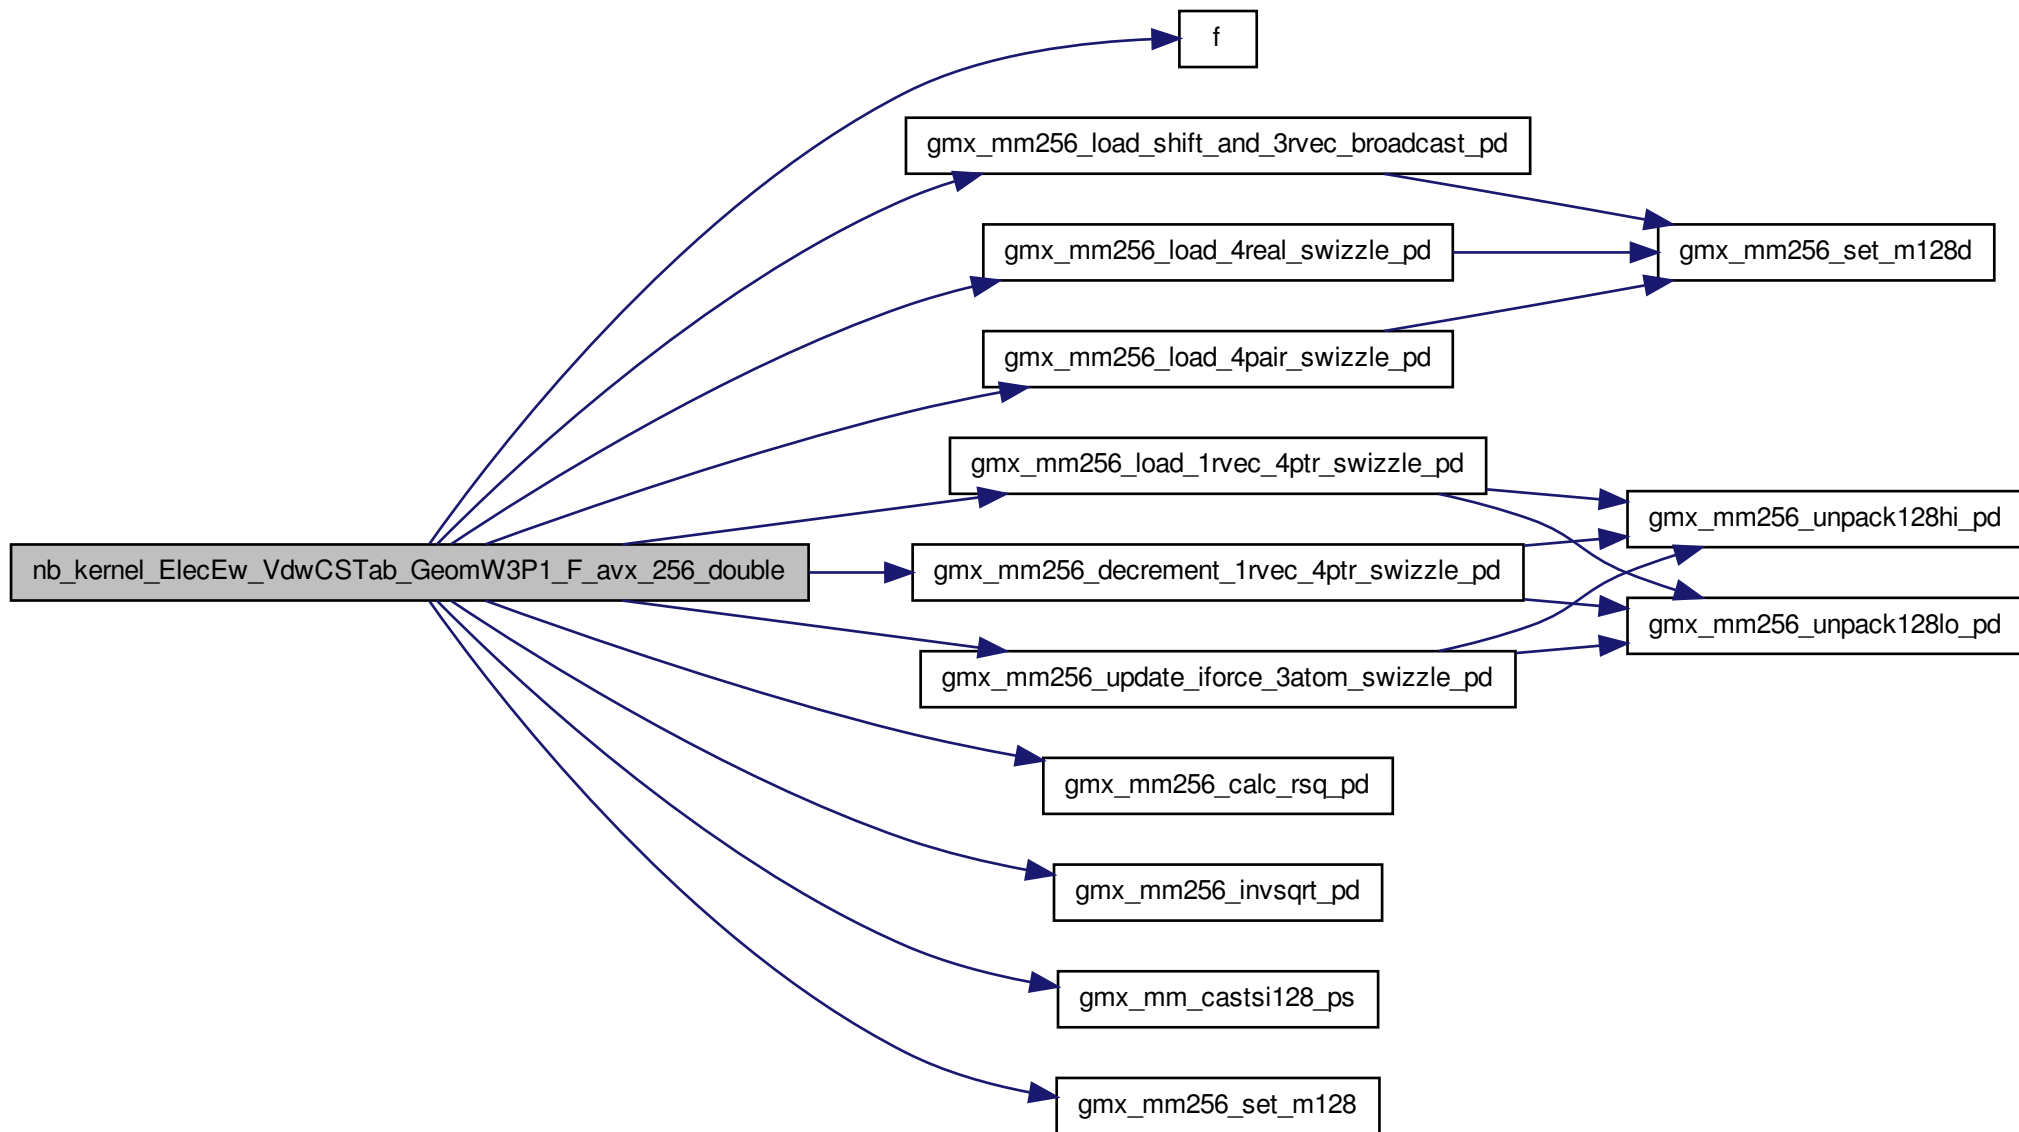 f
gmx_mm256_load_shift_and_3rvec_broadcast_pd
gmx_mm256_load_4real_swizzle_pd
gmx_mm256_set_m128d
gmx_mm256_load_4pair_swizzle_pd
gmx_mm256_load_1rvec_4ptr_swizzle_pd
gmx_mm256_unpack128hi_pd
nb_kernel_ElecEw_VdwCSTab_GeomW3P1_F_avx_256_double
gmx_mm256_decrement_1rvec_4ptr_swizzle_pd
gmx_mm256_unpack128lo_pd
gmx_mm256_update_iforce_3atom_swizzle_pd
gmx_mm256_calc_rsq_pd
gmx_mm256_invsqrt_pd
gmx_mm_castsi128_ps
gmx_mm256_set_m128